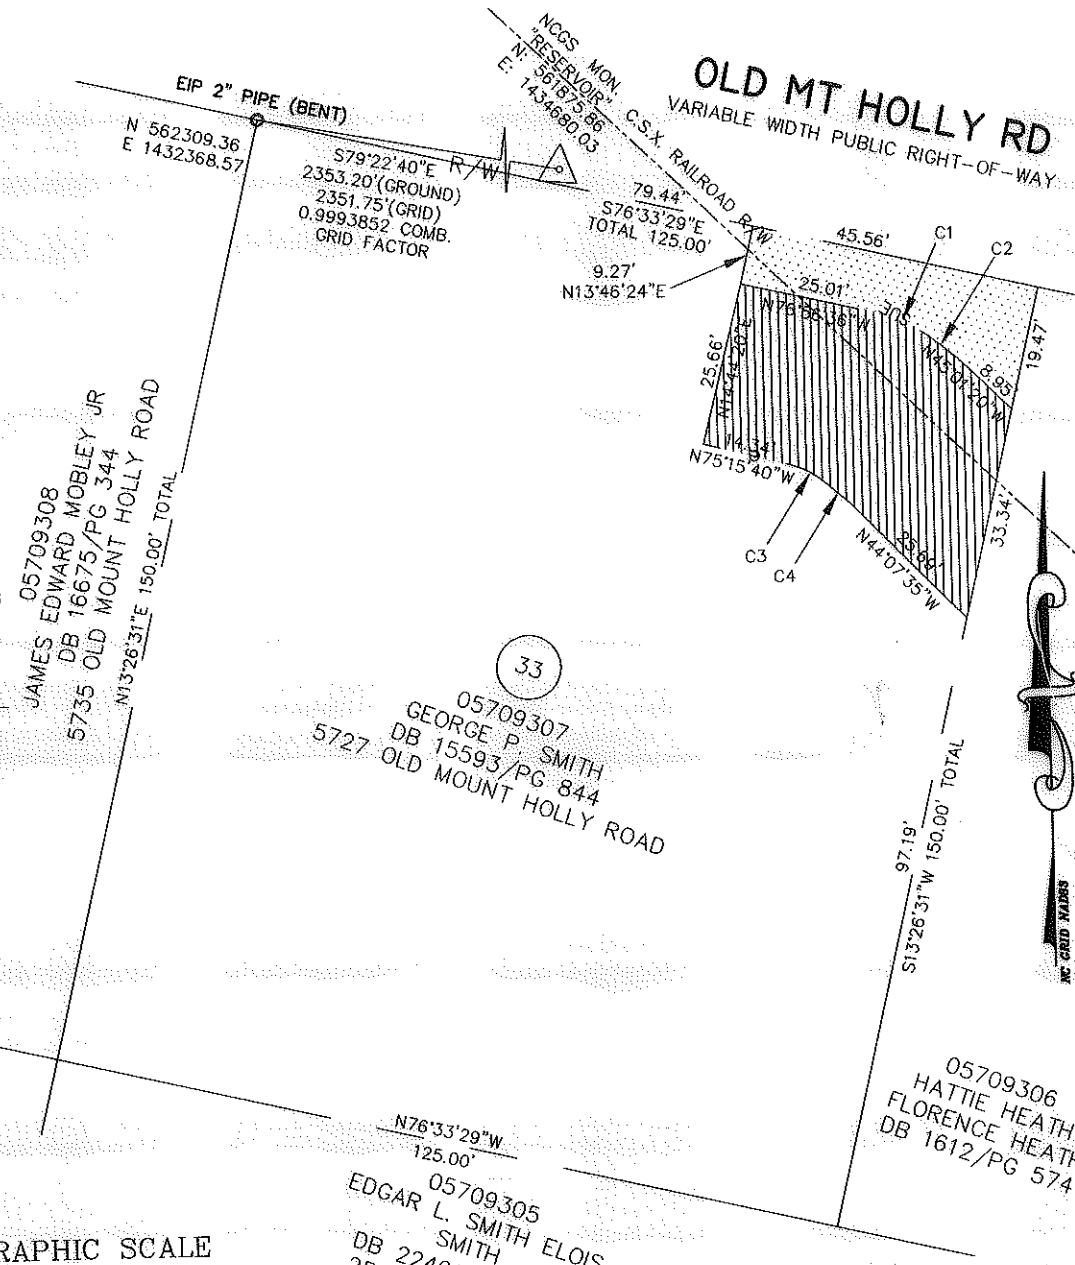 OLD MT HOLLY RD
VARIABLE WIDTH PUBLIC RIGHT-OF-WAY
NCGS MON.
"RESERVOIR"
N: 561875.86
E: 1434680.03
C.S.X. RAILROAD R/W
EIP 2" PIPE (BENT)
N 562309.36
E 1432368.57
R/W
S79°22'40"E
2353.20'(GROUND)
2351.75'(GRID)
0.9993852 COMB.
GRID FACTOR
79.44'
S76°33'29"E
TOTAL 125.00'
9.27'
N13°46'24"E
45.56'
C1
C2
25.01'
N76°56'36"W
SUE
N45°01'20"W
8.95'
19.47'
25.66'
N14°44'20"E
14.34'
N75°15'40"W
C3
C4
25.69'
N44°07'35"W
33.34'
05709308
JAMES EDWARD MOBLEY JR
DB 16675/PG 344
5735 OLD MOUNT HOLLY ROAD
N13°26'31"E 150.00' TOTAL
33
05709307
GEORGE P. SMITH
DB 15593/PG 844
5727 OLD MOUNT HOLLY ROAD
97.19'
S13°26'31"W 150.00' TOTAL
NC GRID NAD83
05709306
HATTIE HEATH
FLORENCE HEATH
DB 1612/PG 574
N76°33'29"W
125.00'
05709305
EDGAR L. SMITH ELOIS
SMITH
DB 224
RAPHIC SCALE